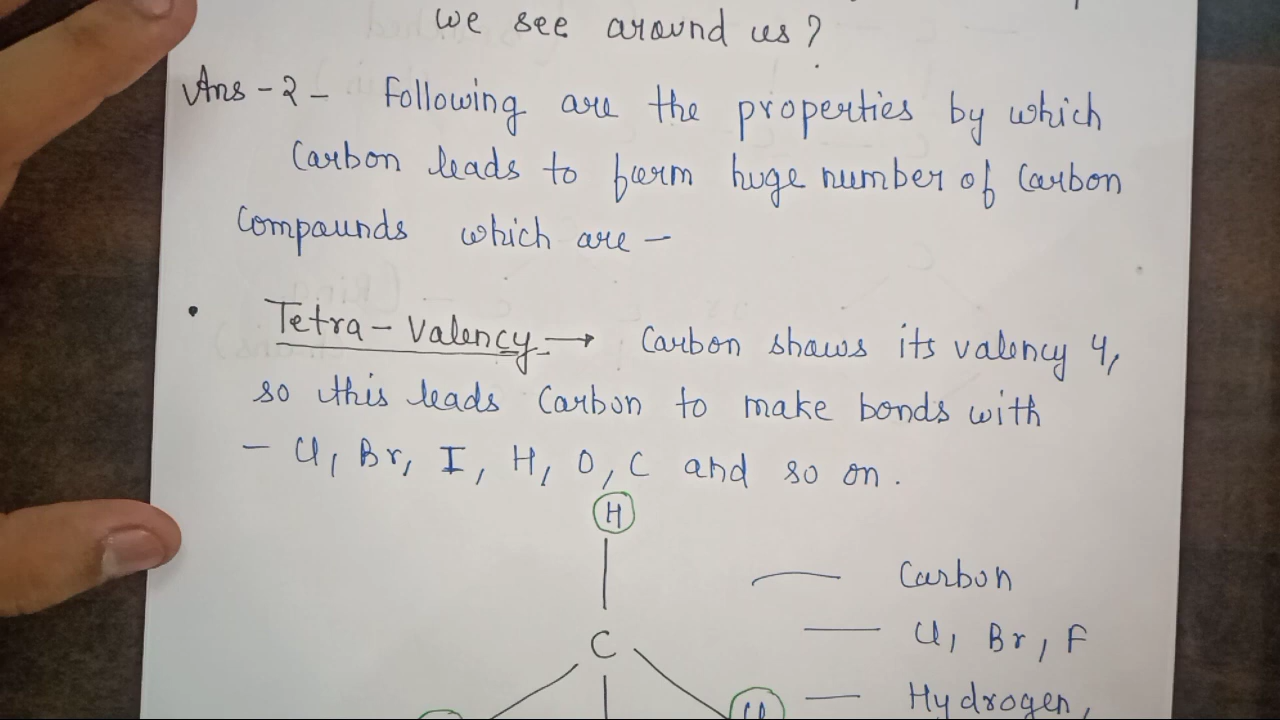 we see around us ?
Ans - 2 - Following are the properties by which
Carbon leads to form huge number of Carbon
Compounds which are -
• Tetra - Valency → Carbon shows its valency 4,
so this leads Carbon to make bonds with
- Cl, Br, I, H, O, C and so on.
H
Carbon
C
Cl, Br, F
Cl
Hydrogen,